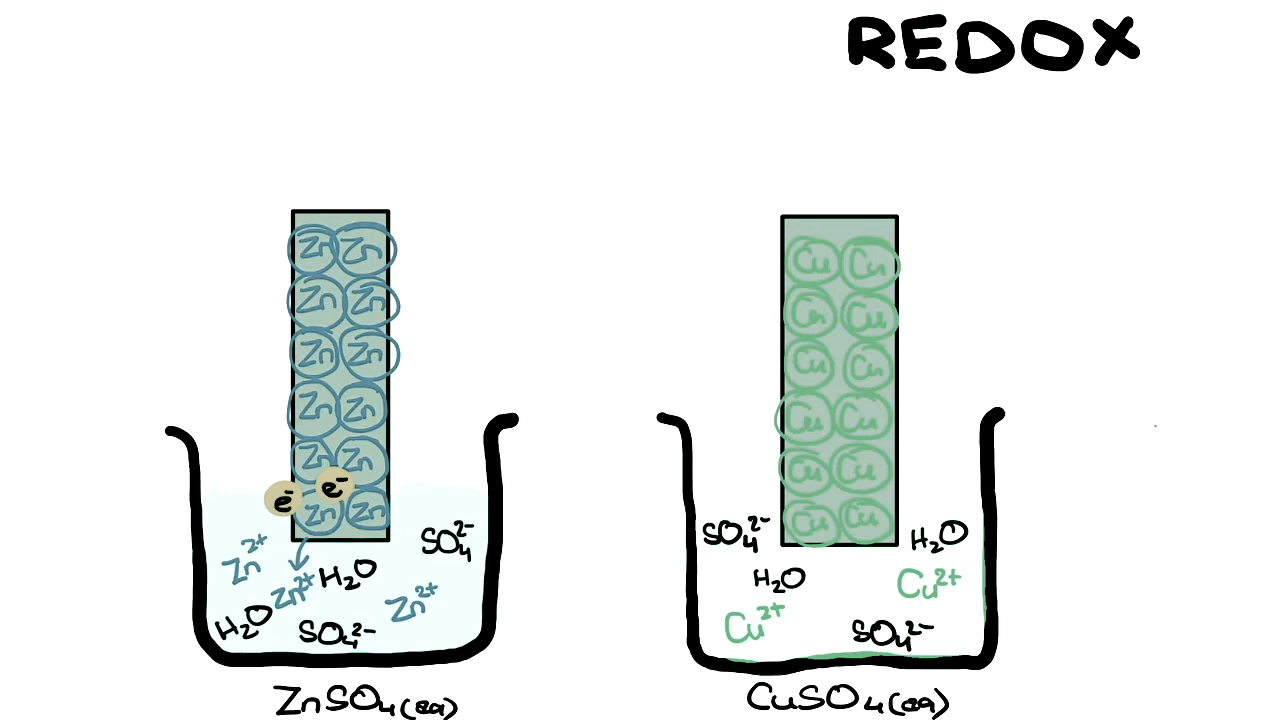 REDOX
Zn Zn
Zn Zn
Zn Zn
Zn Zn
Zn Zn
e⁻ e⁻
Zn Zn
Zn²⁺
SO₄²⁻
Zn²⁺
H₂O
Zn²⁺
H₂O
SO₄²⁻
ZnSO₄(aq)
Cu Cu
Cu Cu
Cu Cu
Cu Cu
Cu Cu
Cu Cu
SO₄²⁻
H₂O
H₂O
Cu²⁺
Cu²⁺
SO₄²⁻
CuSO₄(aq)